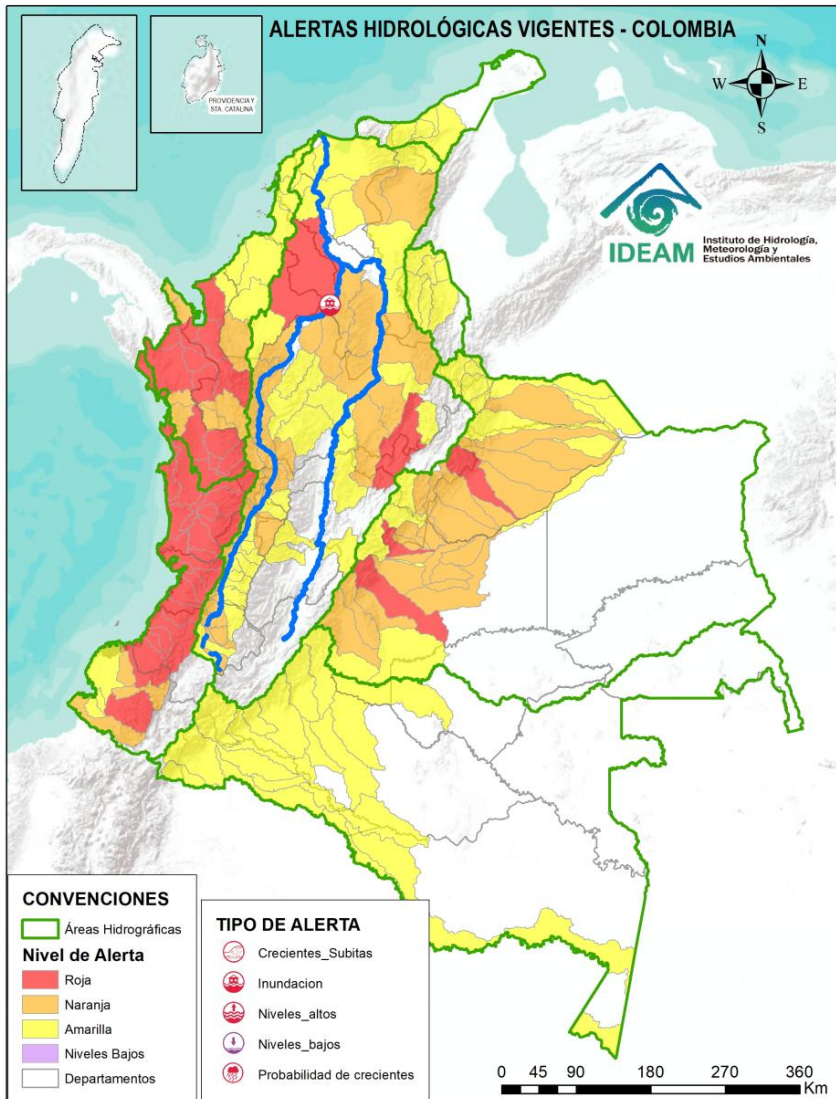 ALERTAS HIDROLÓGICAS VIGENTES - COLOMBIA
PROVIDENCIA Y
STA. CATALINA
N
W
E
S
IDEAM
Instituto de Hidrología,
Meteorología y
Estudios Ambientales
CONVENCIONES
Áreas Hidrográficas
Nivel de Alerta
Roja
Naranja
Amarilla
Niveles Bajos
Departamentos
TIPO DE ALERTA
Crecientes_Subitas
Inundacion
Niveles_altos
Niveles_bajos
Probabilidad de crecientes
0 45 90 180 270 360
Km